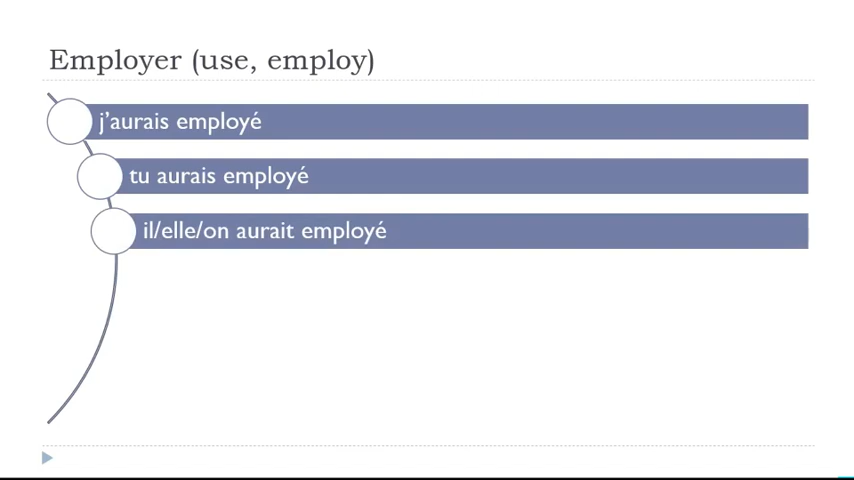 Employer (use, employ)
j’aurais employé
tu aurais employé
il/elle/on aurait employé